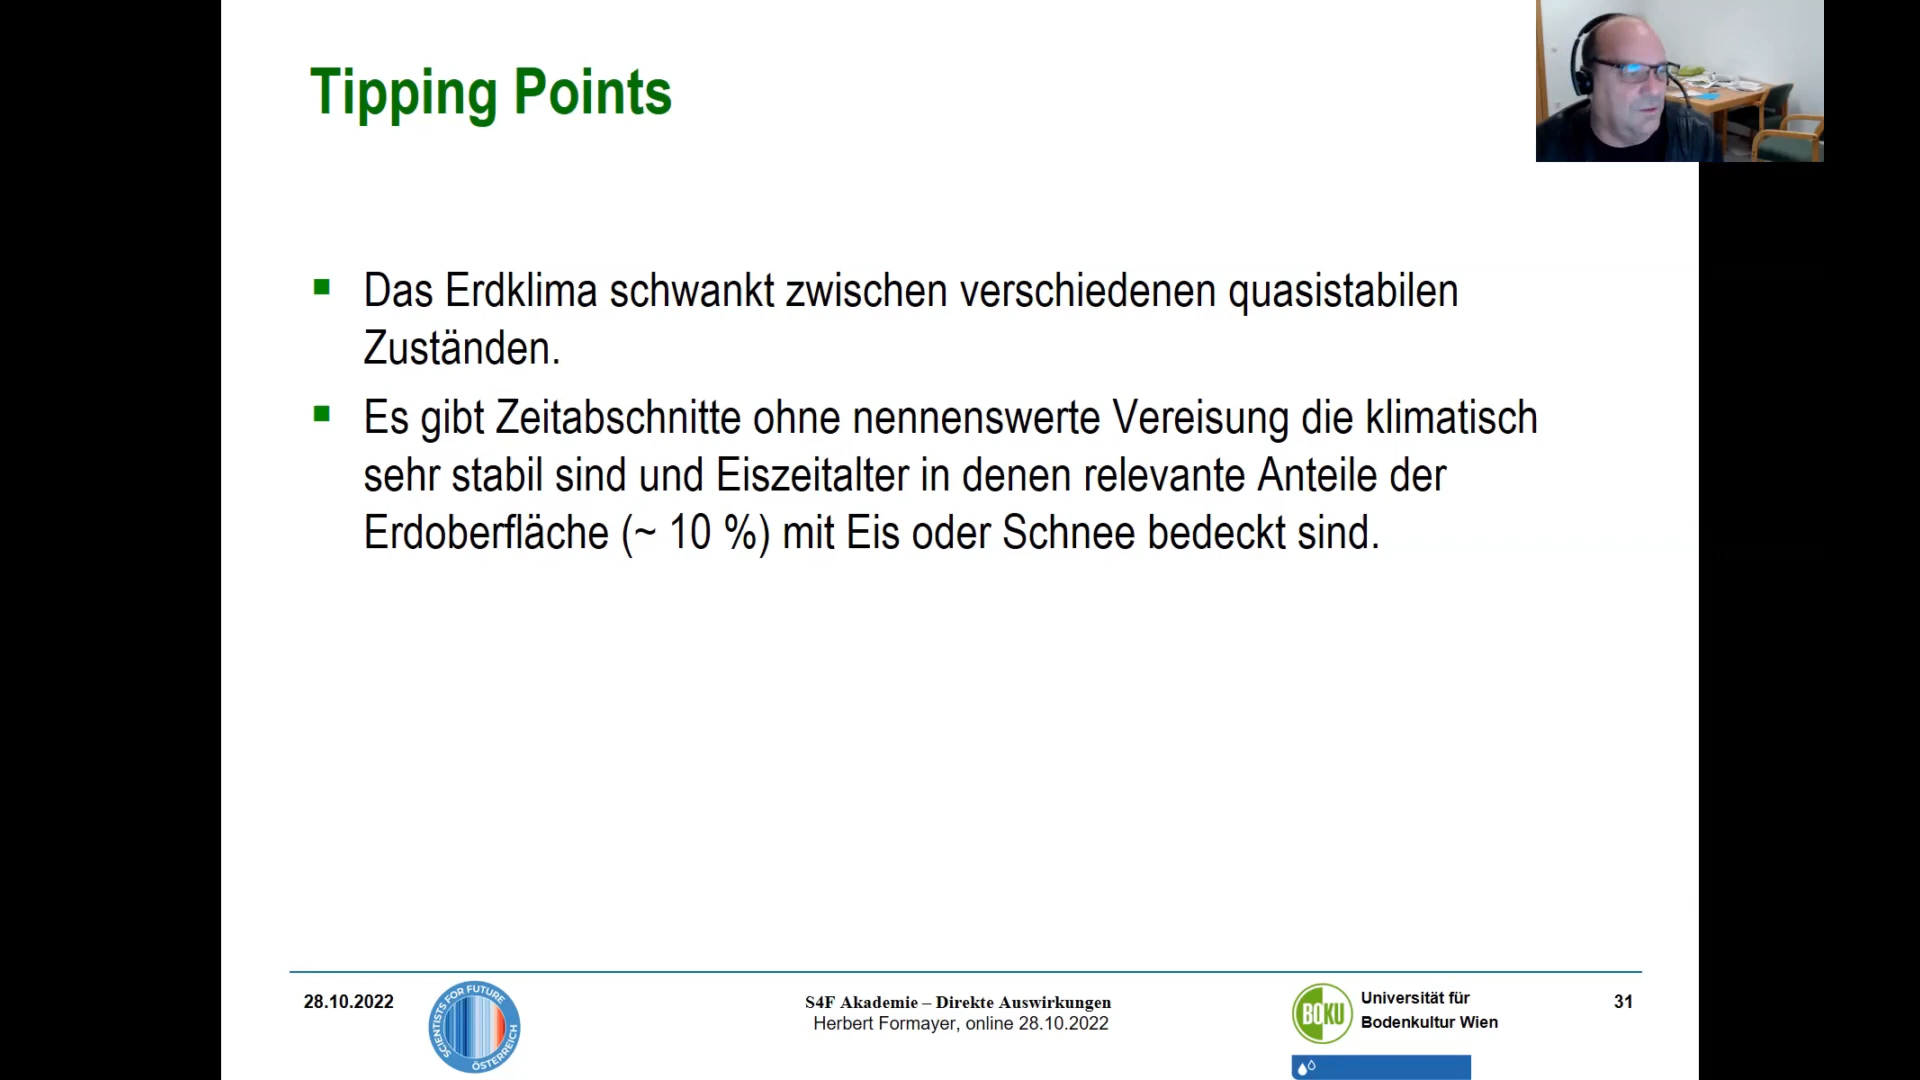 Tipping Points
Das Erdklima schwankt zwischen verschiedenen quasistabilen
Zuständen.
Es gibt Zeitabschnitte ohne nennenswerte Vereisung die klimatisch
sehr stabil sind und Eiszeitalter in denen relevante Anteile der
Erdoberfläche (~ 10 %) mit Eis oder Schnee bedeckt sind.
28.10.2022
SCIENTISTS FOR FUTURE
ÖSTERREICH
S4F Akademie – Direkte Auswirkungen
Herbert Formayer, online 28.10.2022
BOKU
Universität für
Bodenkultur Wien
31